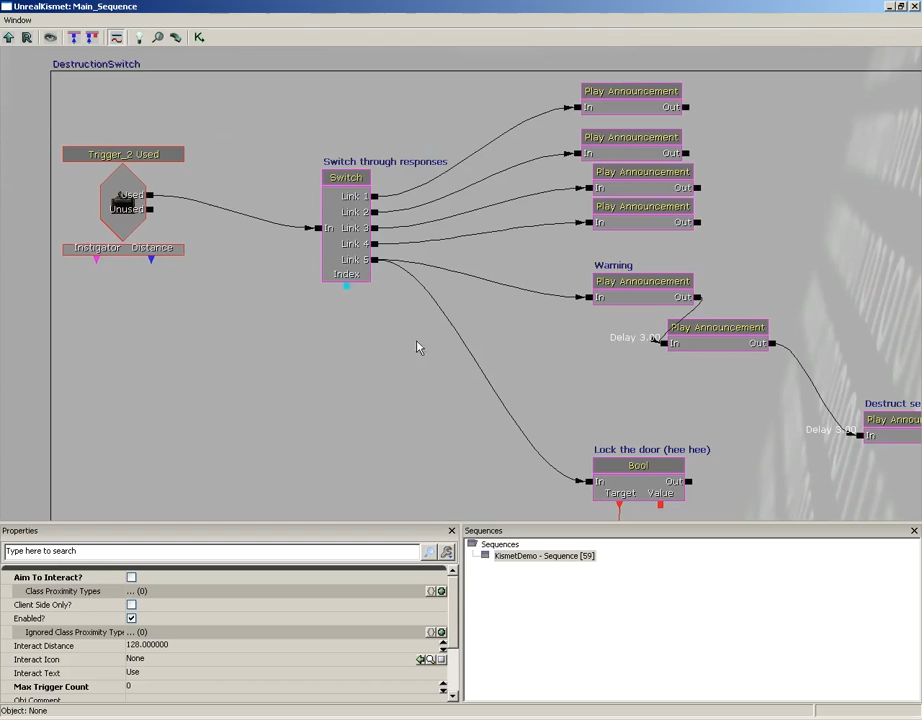 UnrealKismet: Main_Sequence
Window
DestructionSwitch
Play Announcement
In Out
Play Announcement
In Out
Play Announcement
In Out
Play Announcement
In Out
Trigger_2 Used
Used
Unused
Instigator Distance
Switch through responses
Switch
Link 1
Link 2
In Link 3
Link 4
Link 5
Index
Warning
Play Announcement
In Out
Play Announcement
Delay 3.00 In Out
Destruct se
Play Annou
Delay 3.00 In
Lock the door (hee hee)
Bool
In Out
Target Value
Properties
Type here to search
Aim To Interact?
Class Proximity Types ... (0)
Client Side Only?
Enabled?
Ignored Class Proximity Type ... (0)
Interact Distance 128.000000
Interact Icon None
Interact Text Use
Max Trigger Count 0
Obj Comment
Sequences
Sequences
KismetDemo - Sequence [59]
Object: None